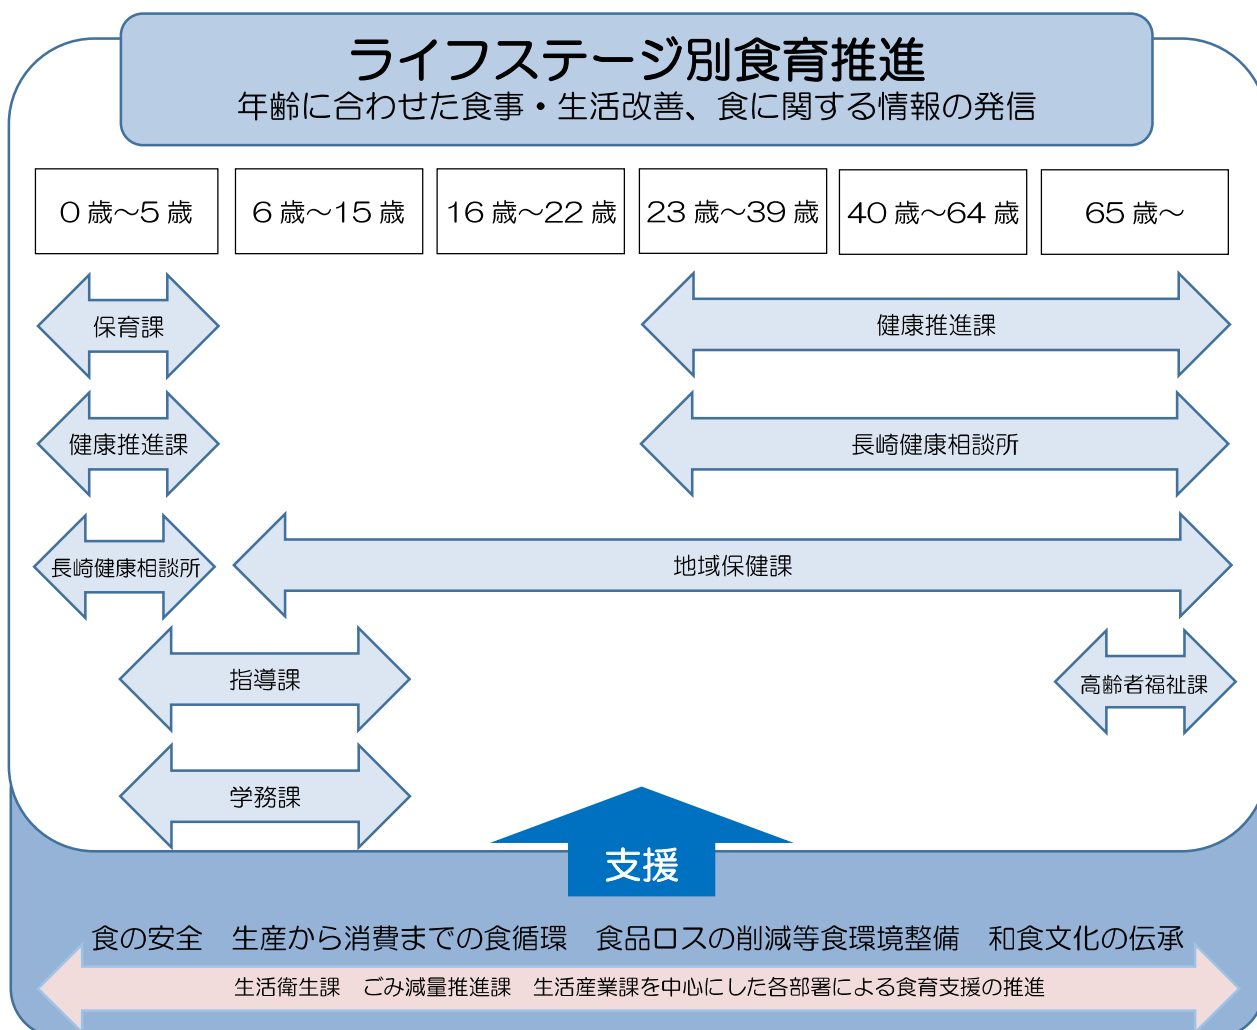 ライフステージ別食育推進
年齢に合わせた食事・生活改善、食に関する情報の発信
0歳～5歳
6歳～15歳
16歳～22歳
23歳～39歳
40歳～64歳
65歳～
保育課
健康推進課
健康推進課
長崎健康相談所
長崎健康相談所
地域保健課
指導課
高齢者福祉課
学務課
支援
食の安全　生産から消費までの食循環　食品ロスの削減等食環境整備　和食文化の伝承
生活衛生課　ごみ減量推進課　生活産業課を中心にした各部署による食育支援の推進